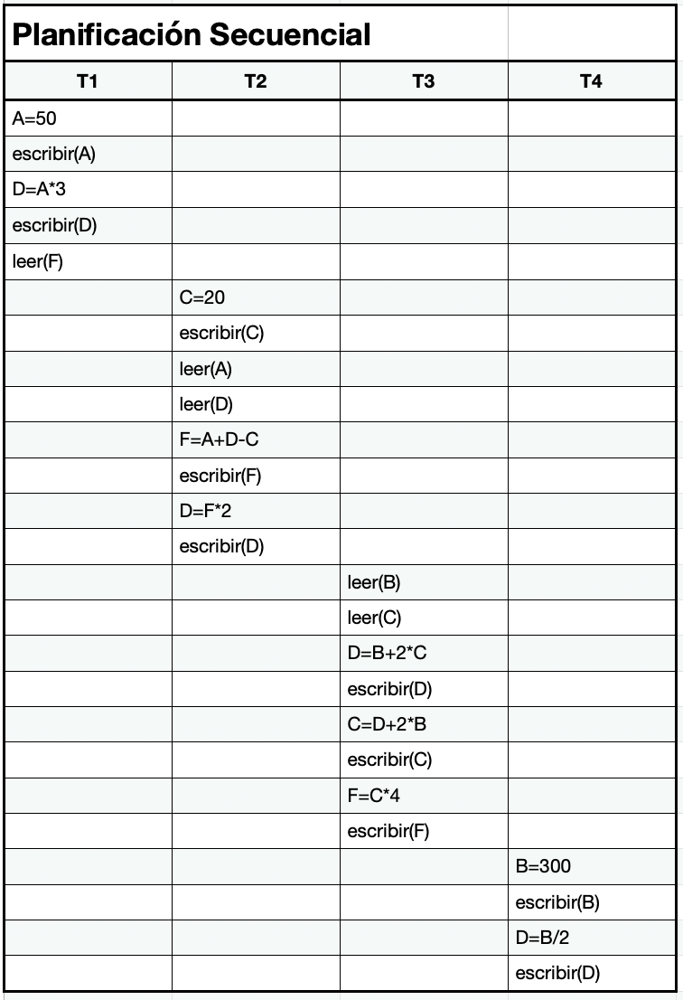 Planificación Secuencial
T1 T2 T3 T4
A=50
escribir(A)
D=A*3
escribir(D)
leer(F)
C=20
escribir(C)
leer(A)
leer(D)
F=A+D-C
escribir(F)
D=F*2
escribir(D)
leer(B)
leer(C)
D=B+2*C
escribir(D)
C=D+2*B
escribir(C)
F=C*4
escribir(F)
B=300
escribir(B)
D=B/2
escribir(D)